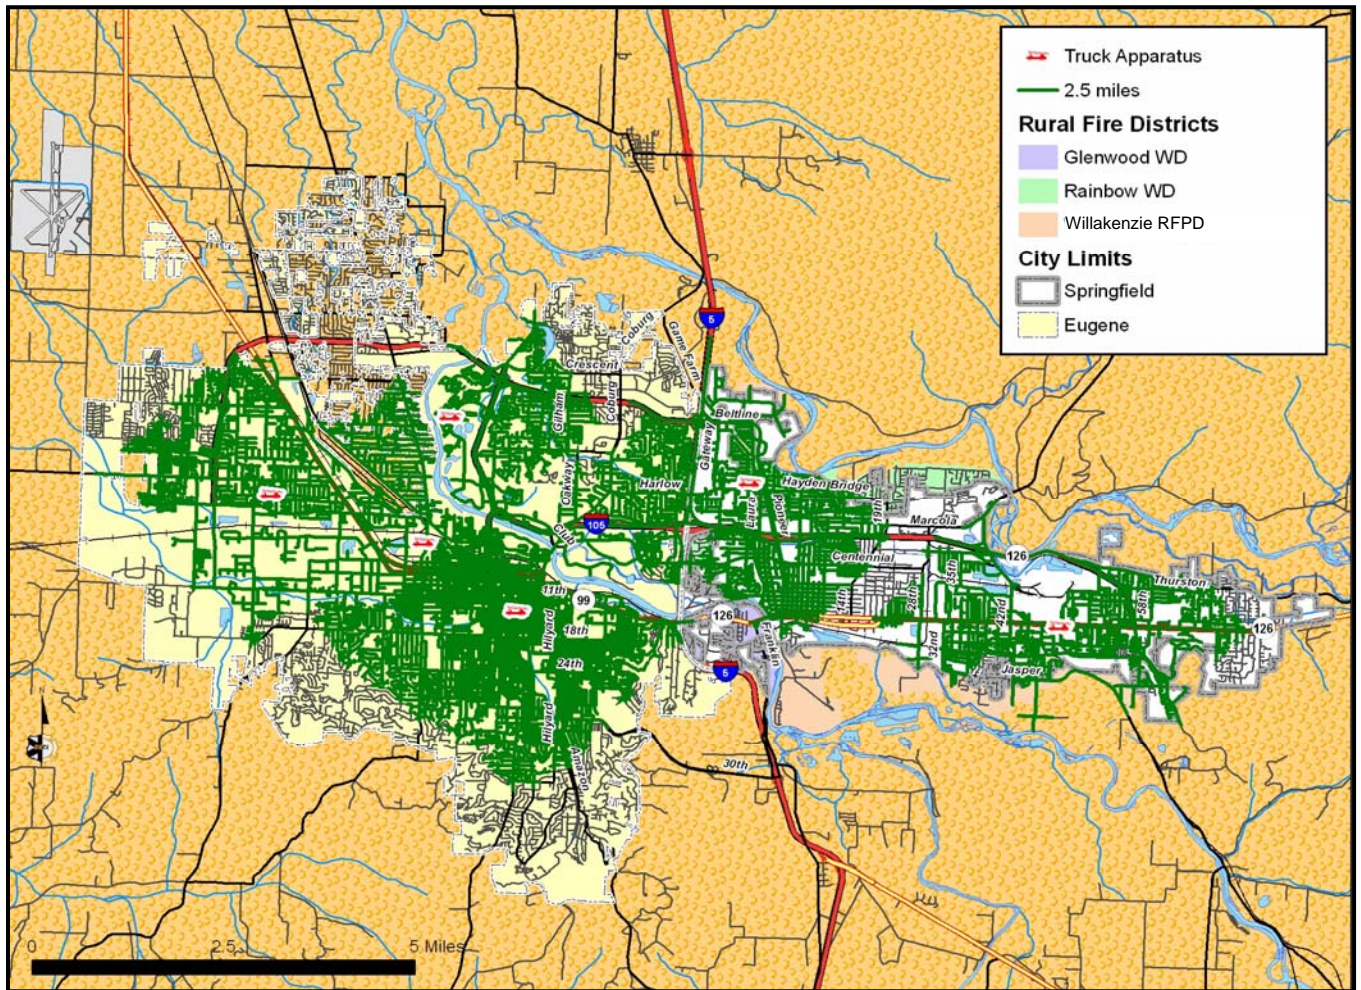 Truck Apparatus
2.5 miles
Rural Fire Districts
Glenwood WD
Rainbow WD
Willakenzie RFPD
City Limits
Springfield
Eugene
5
Coburg
Game Farm
Crescent
Coburg
Gilham
Beltline
Gateway
Oakway
Harlow
Hayden Bridge
Laura
Pioneer
19th
Marcola
105
Club
Centennial
126
35th
Thurston
11th
99
14th
28th
42nd
58th
Hilyard
18th
126
Franklin
32nd
126
24th
5
Jasper
Hilyard
Amazon
30th
0 2.5 5 Miles